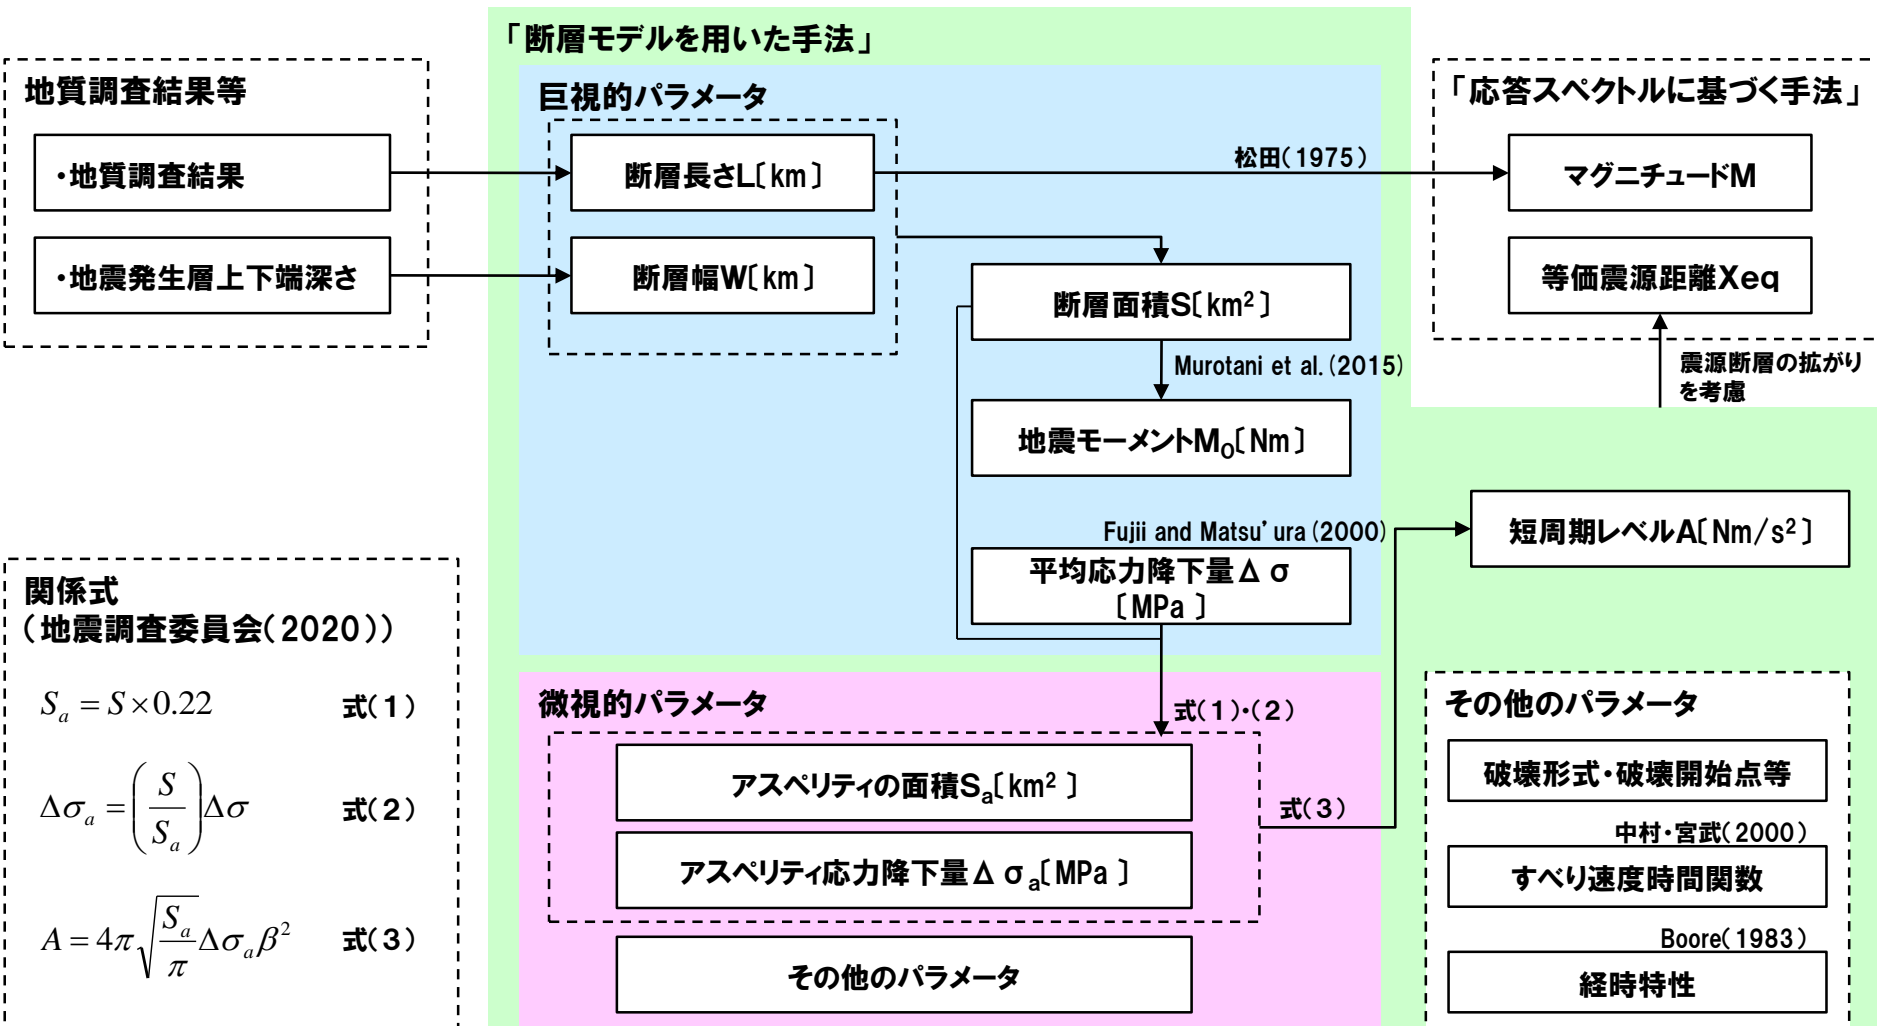 「断層モデルを用いた手法」
地質調査結果等
・地質調査結果
・地震発生層上下端深さ
巨視的パラメータ
断層長さL〔km〕
断層幅W〔km〕
松田(1975)
「応答スペクトルに基づく手法」
マグニチュードM
等価震源距離Xeq
震源断層の拡がり
を考慮
断層面積S〔km²〕
Murotani et al.(2015)
地震モーメントM₀〔Nm〕
Fujii and Matsu’ura(2000)
平均応力降下量Δσ
〔MPa〕
短周期レベルA〔Nm/s²〕
関係式
(地震調査委員会(2020))
Sₐ = S × 0.22 式(1)
Δσₐ = (S / Sₐ) Δσ 式(2)
A = 4π√(Sₐ / π) Δσₐβ² 式(3)
微視的パラメータ
式(1)・(2)
アスペリティの面積Sₐ〔km²〕
アスペリティ応力降下量Δσₐ〔MPa〕
式(3)
その他のパラメータ
その他のパラメータ
破壊形式・破壊開始点等
中村・宮武(2000)
すべり速度時間関数
Boore(1983)
経時特性